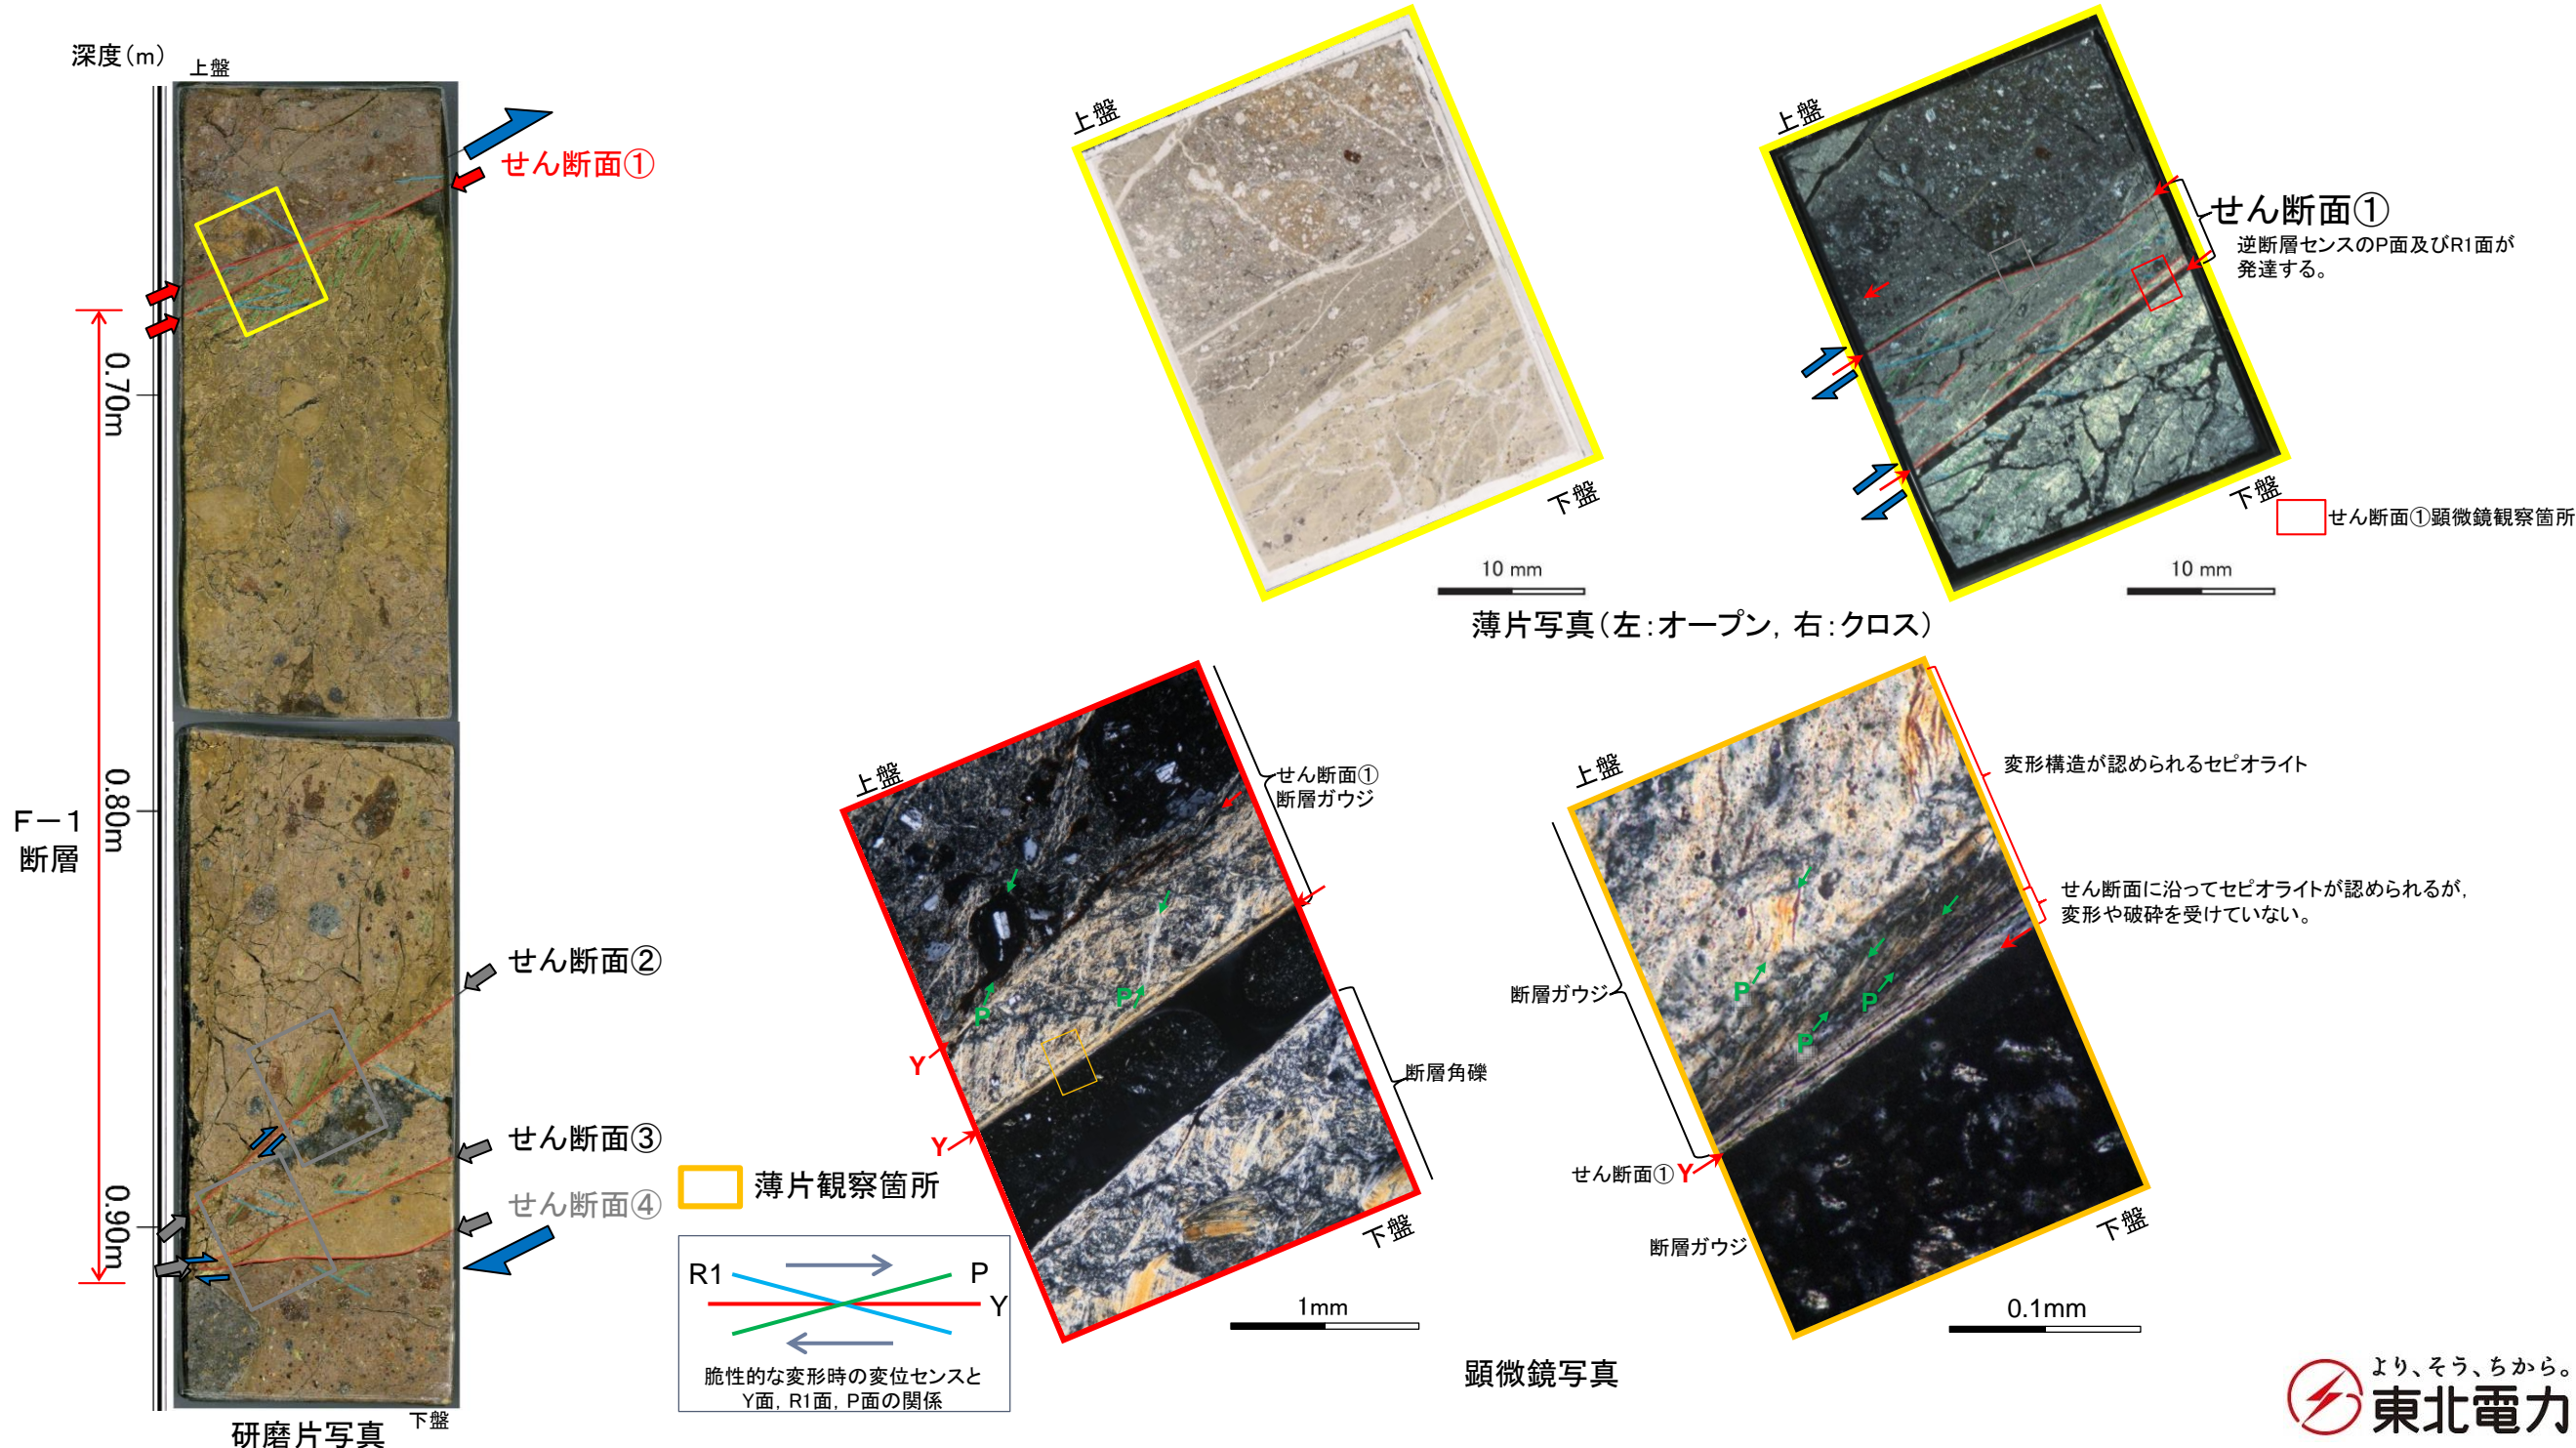 深度(m)
上盤
せん断面①
0.70m
0.80m
F－1
断層
せん断面②
せん断面③
せん断面④
0.90m
下盤
研磨片写真
上盤
下盤
10 mm
上盤
せん断面①
逆断層センスのP面及びR1面が
発達する。
下盤
せん断面①顕微鏡観察箇所
10 mm
薄片写真(左:オープン, 右:クロス)
上盤
せん断面①
断層ガウジ
P
P
Y
Y
断層角礫
下盤
1mm
上盤
変形構造が認められるセピオライト
せん断面に沿ってセピオライトが認められるが,
変形や破砕を受けていない。
断層ガウジ
P
P
P
せん断面① Y
断層ガウジ
下盤
0.1mm
顕微鏡写真
薄片観察箇所
R1
P
Y
脆性的な変形時の変位センスと
Y面, R1面, P面の関係
より、そう、ちから。
東北電力